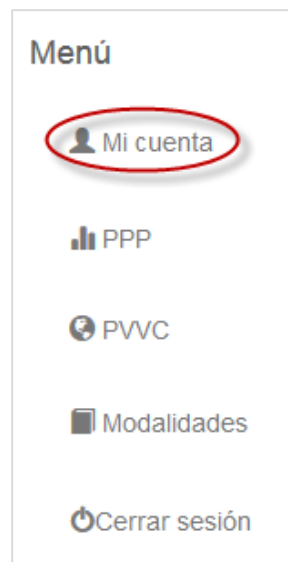 Menú
Mi cuenta
PPP
PVVC
Modalidades
Cerrar sesión